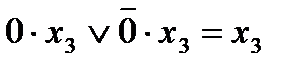 0 · x₃ ∨ 0̅ · x₃ = x₃